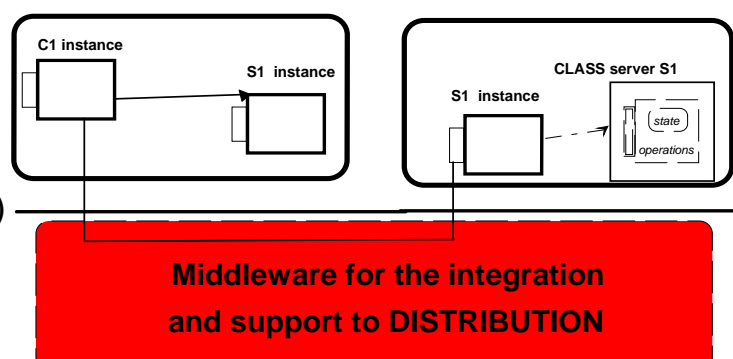 C1 instance
S1 instance
CLASS server S1
S1 instance
state
operations
Middleware for the integration
and support to DISTRIBUTION